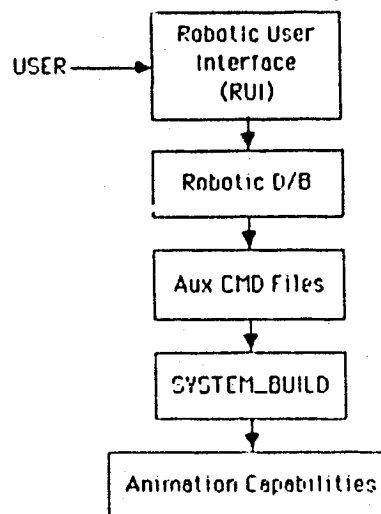 Robotic User
USER
Interface
(RUI)
Robotic D/B
Aux CMD Files
SYSTEM_BUILD
Animation Capabilities